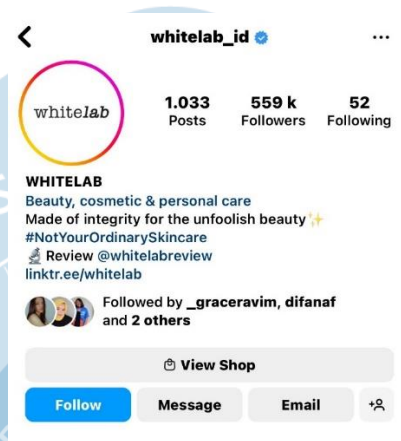 whitelab_id
whitelab
1.033 559 k 52
Posts Followers Following
WHITELAB
Beauty, cosmetic & personal care
Made of integrity for the unfoolish beauty✨
#NotYourOrdinarySkincare
🔬 Review @whitelabreview
linktr.ee/whitelab
Followed by _graceravim, difanaf
and 2 others
View Shop
Follow Message Email